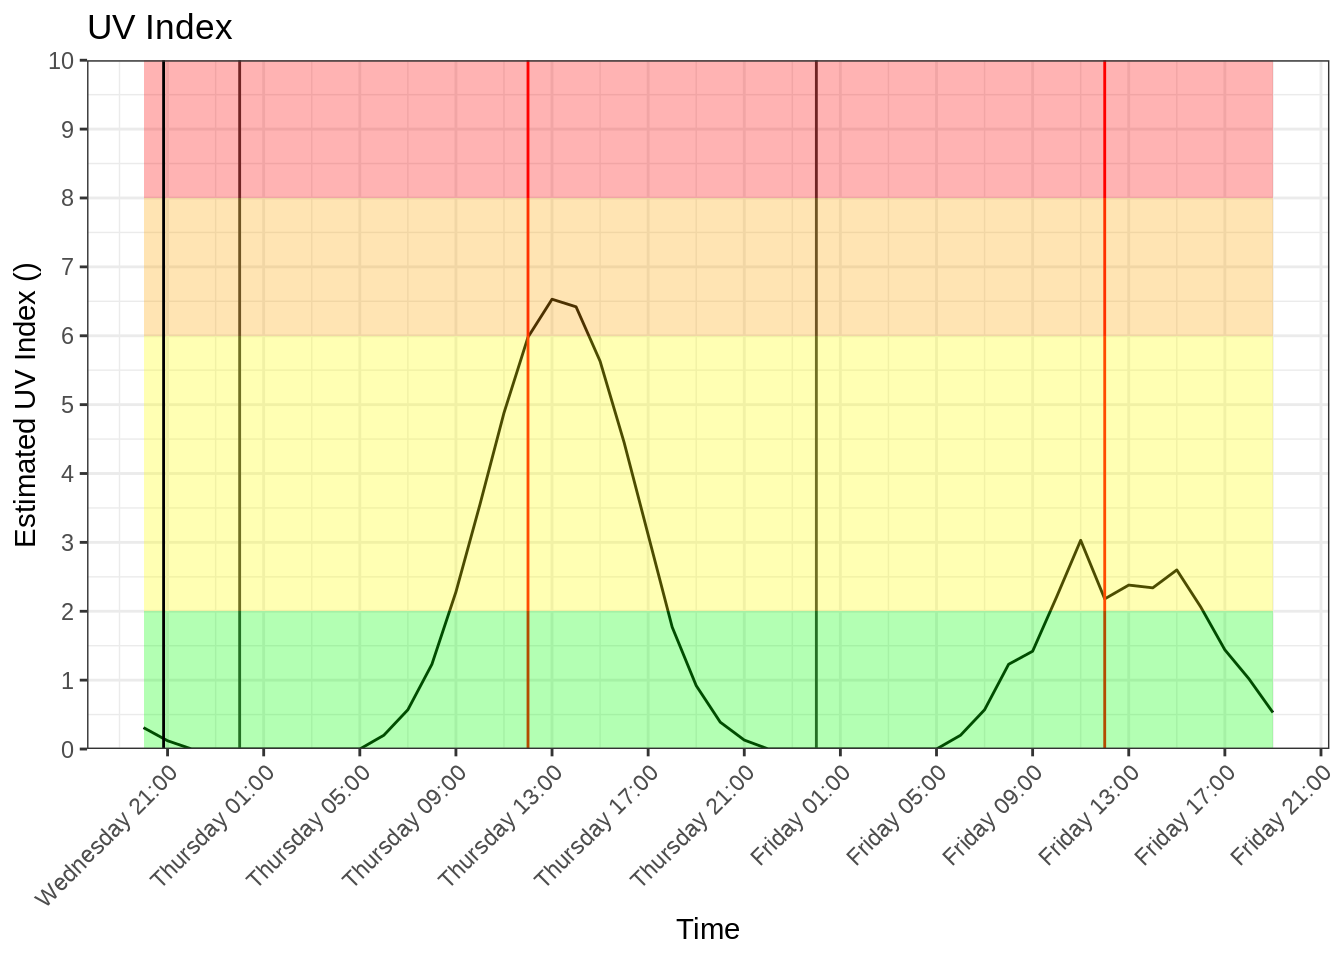 UV Index
Estimated UV Index ()
10
9
8
7
6
5
4
3
2
1
0
Wednesday 21:00
Thursday 01:00
Thursday 05:00
Thursday 09:00
Thursday 13:00
Thursday 17:00
Thursday 21:00
Friday 01:00
Friday 05:00
Friday 09:00
Friday 13:00
Friday 17:00
Friday 21:00
Time